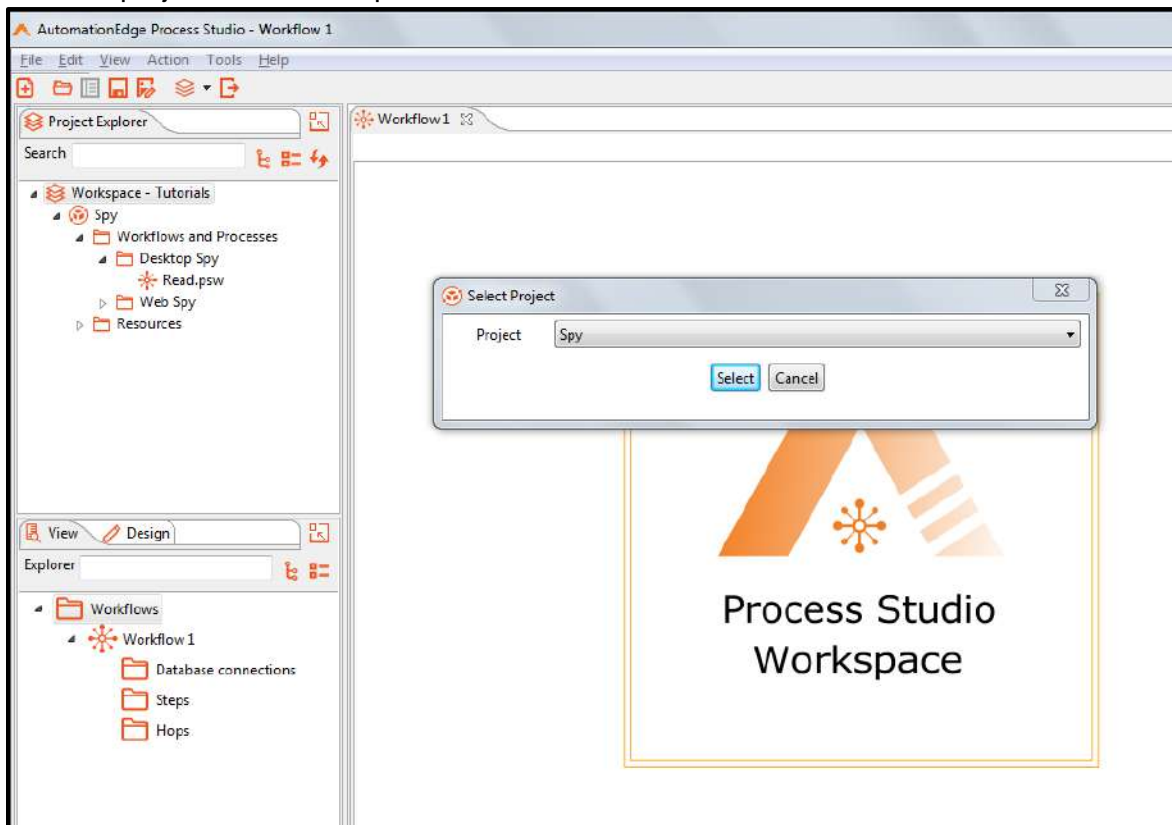 AutomationEdge Process Studio - Workflow 1
File Edit View Action Tools Help
Project Explorer
Search
Workspace - Tutorials
Spy
Workflows and Processes
Desktop Spy
Read.psw
Web Spy
Resources
View Design
Explorer
Workflows
Workflow 1
Database connections
Steps
Hops
Workflow 1
Select Project
Project Spy
Select Cancel
Process Studio
Workspace